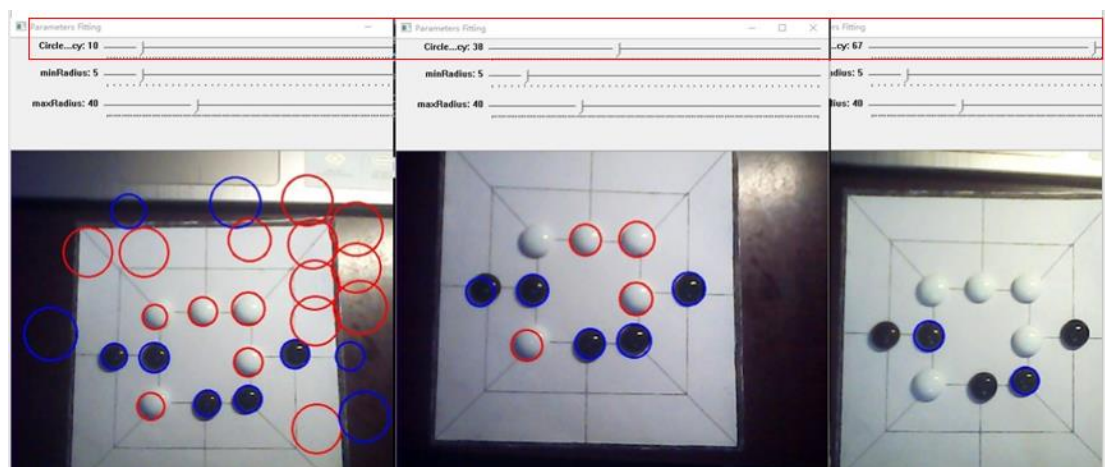 Parameters Fitting
Circle...cy: 10
minRadius: 5
maxRadius: 40
Parameters Fitting
Circle...cy: 38
minRadius: 5
maxRadius: 40
rs Fitting
..cy: 67
dius: 5
dius: 40